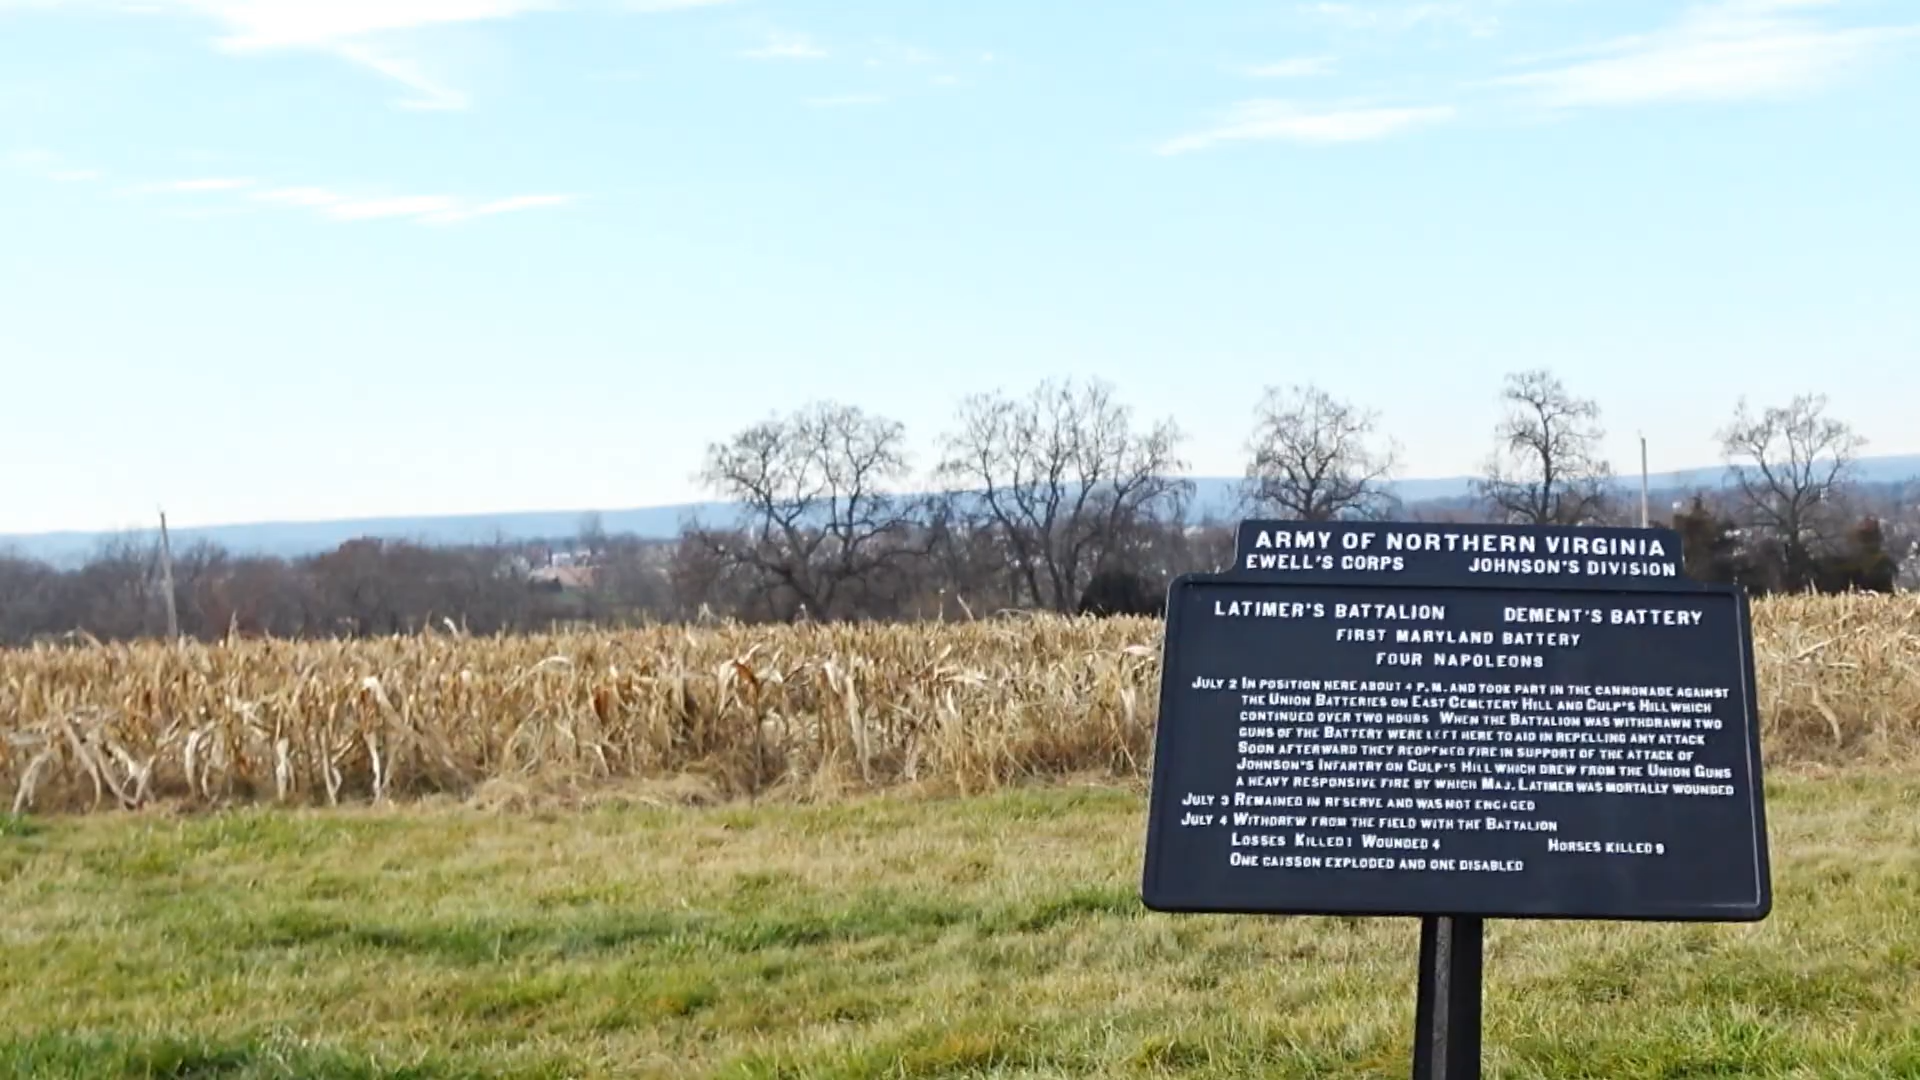 ARMY OF NORTHERN VIRGINIA
EWELL'S CORPS JOHNSON'S DIVISION
LATIMER'S BATTALION DEMENT'S BATTERY
FIRST MARYLAND BATTERY
FOUR NAPOLEONS
JULY 2 IN POSITION HERE ABOUT 4 P.M. AND TOOK PART IN THE CANNONADE AGAINST
THE UNION BATTERIES ON EAST CEMETERY HILL AND CULP'S HILL WHICH
CONTINUED OVER TWO HOURS WHEN THE BATTALION WAS WITHDRAWN TWO
GUNS OF THE BATTERY WERE LEFT HERE TO AID IN REPELLING ANY ATTACK
SOON AFTERWARD THEY REOPENED FIRE IN SUPPORT OF THE ATTACK OF
JOHNSON'S INFANTRY ON CULP'S HILL WHICH DREW FROM THE UNION GUNS
A HEAVY RESPONSIVE FIRE BY WHICH MAJ. LATIMER WAS MORTALLY WOUNDED
JULY 3 REMAINED IN RESERVE AND WAS NOT ENGAGED
JULY 4 WITHDREW FROM THE FIELD WITH THE BATTALION
LOSSES KILLED 1 WOUNDED 4 HORSES KILLED 9
ONE CAISSON EXPLODED AND ONE DISABLED